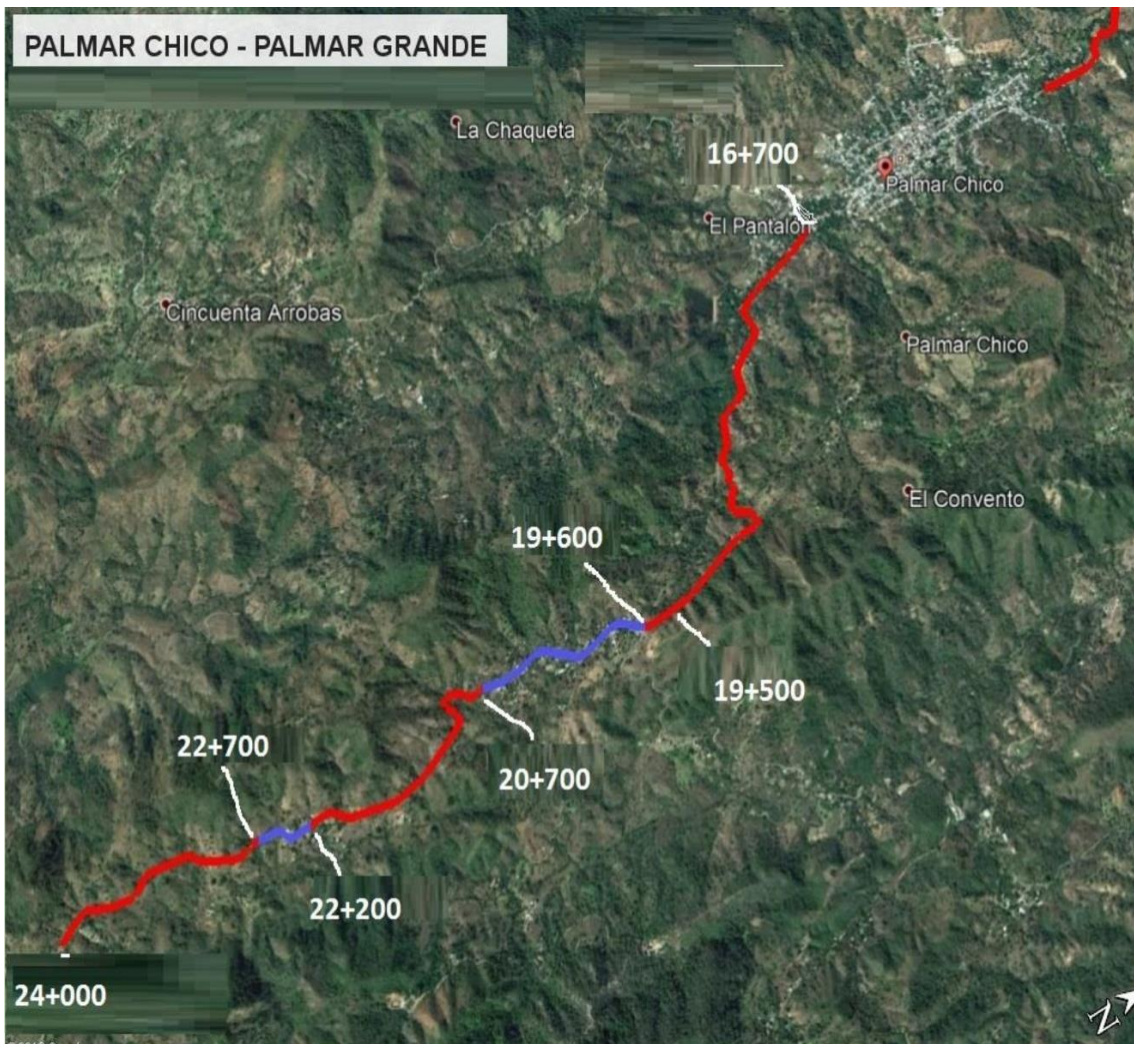 PALMAR CHICO - PALMAR GRANDE
La Chaqueta
16+700
Palmar Chico
El Pantalón
Cincuenta Arrobas
Palmar Chico
El Convento
19+600
19+500
22+700
20+700
22+200
24+000
N